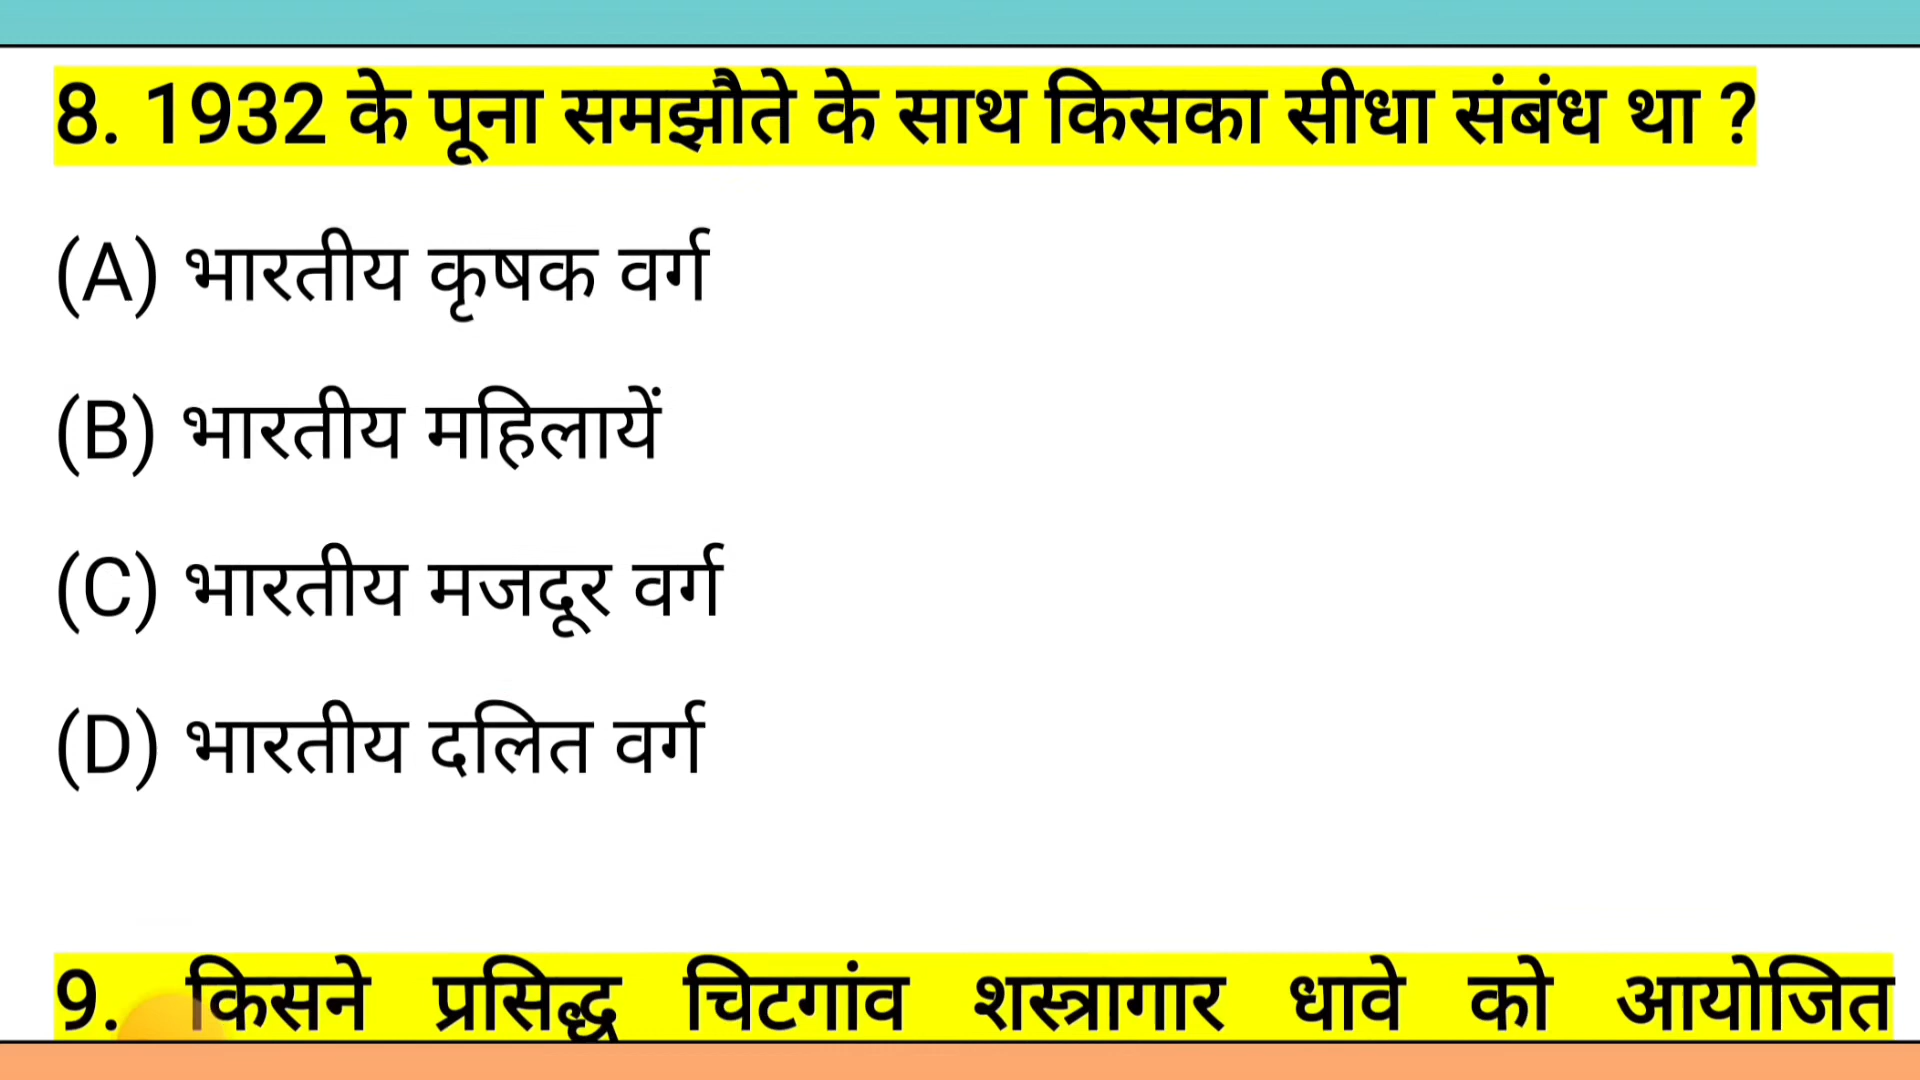 8. 1932 के पूना समझौते के साथ किसका सीधा संबंध था ?
(A) भारतीय कृषक वर्ग
(B) भारतीय महिलायें
(C) भारतीय मजदूर वर्ग
(D) भारतीय दलित वर्ग
9. किसने प्रसिद्ध चिटगांव शस्त्रागार धावे को आयोजित